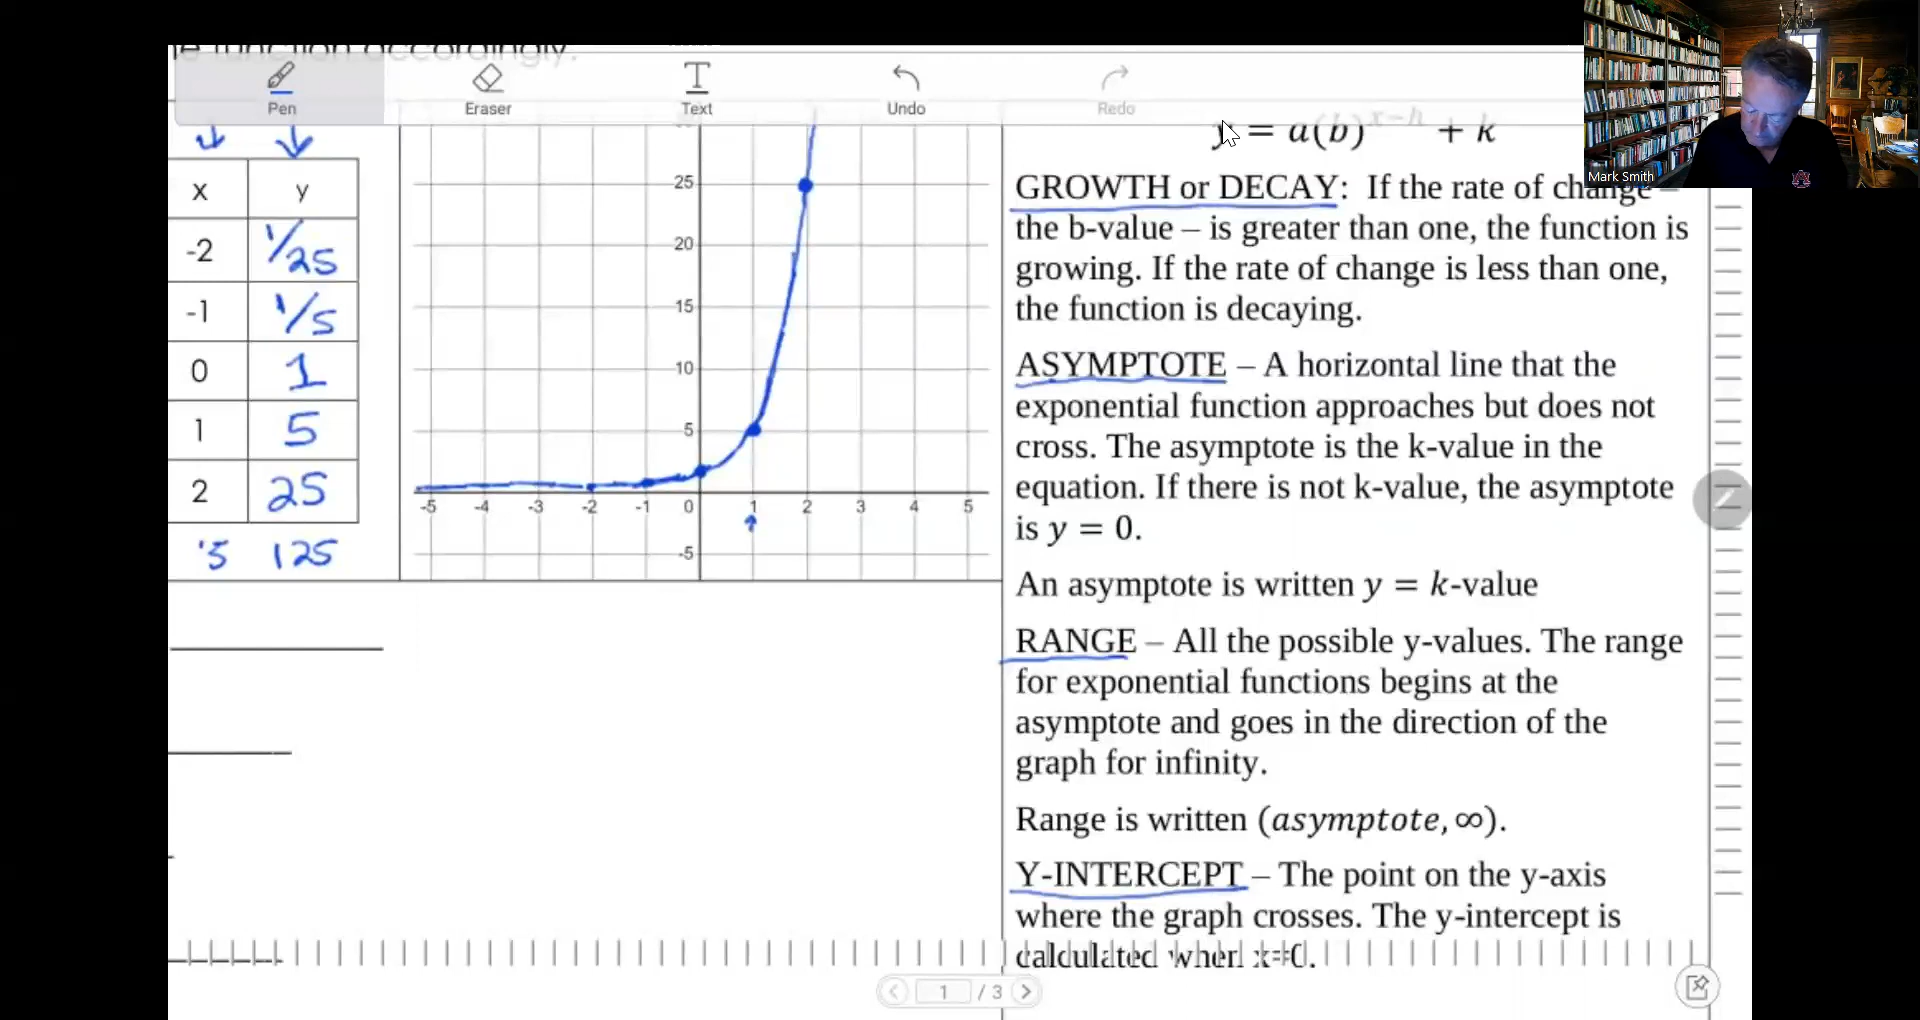 e function accordingly.
Pen
Eraser
Text
Undo
Redo
Mark Smith
x y
-2 1/25
-1 1/5
0 1
1 5
2 25
3 125
25
20
15
10
5
-5 -4 -3 -2 -1 0 1 2 3 4 5
-5
y = a(b)^{x-h} + k
GROWTH or DECAY: If the rate of change –
the b-value – is greater than one, the function is
growing. If the rate of change is less than one,
the function is decaying.
ASYMPTOTE – A horizontal line that the
exponential function approaches but does not
cross. The asymptote is the k-value in the
equation. If there is not k-value, the asymptote
is y = 0.
An asymptote is written y = k-value
RANGE – All the possible y-values. The range
for exponential functions begins at the
asymptote and goes in the direction of the
graph for infinity.
Range is written (asymptote, ∞).
Y-INTERCEPT – The point on the y-axis
where the graph crosses. The y-intercept is
calculated when x=0.
1 / 3